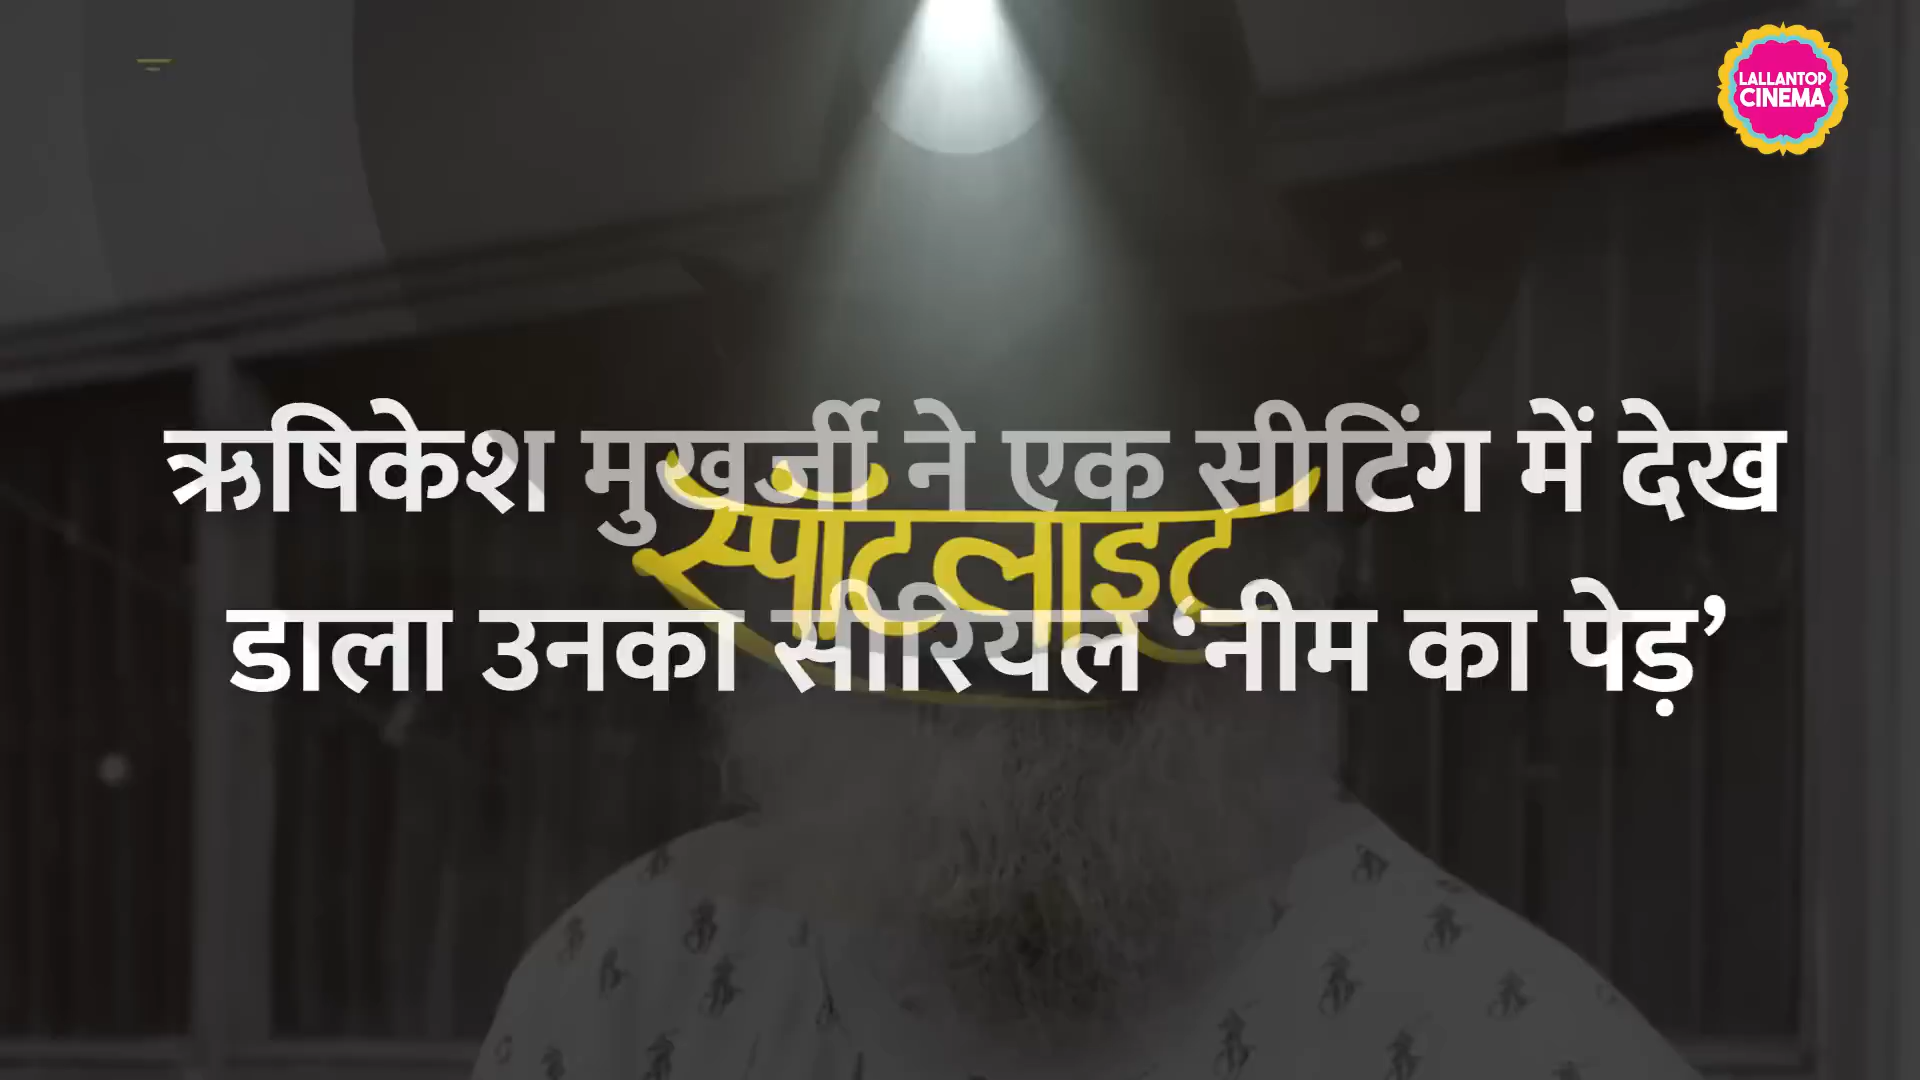 LALLANTOP
CINEMA
ऋषिकेश मुखर्जी ने एक सीटिंग में देख
स्पॉटलाइट
डाला उनका सीरियल ‘नीम का पेड़’